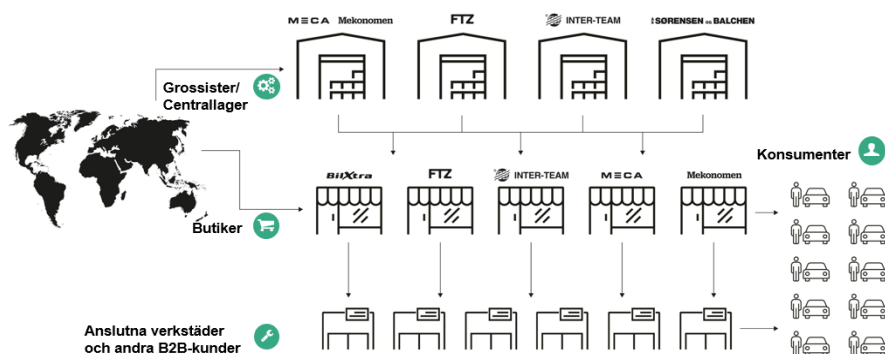 MECA Mekonomen
FTZ
INTER-TEAM
SØRENSEN OG BALCHEN
Grossister/
Centrallager
BilXtra
FTZ
INTER-TEAM
MECA
Mekonomen
Konsumenter
Butiker
Anslutna verkstäder
och andra B2B-kunder